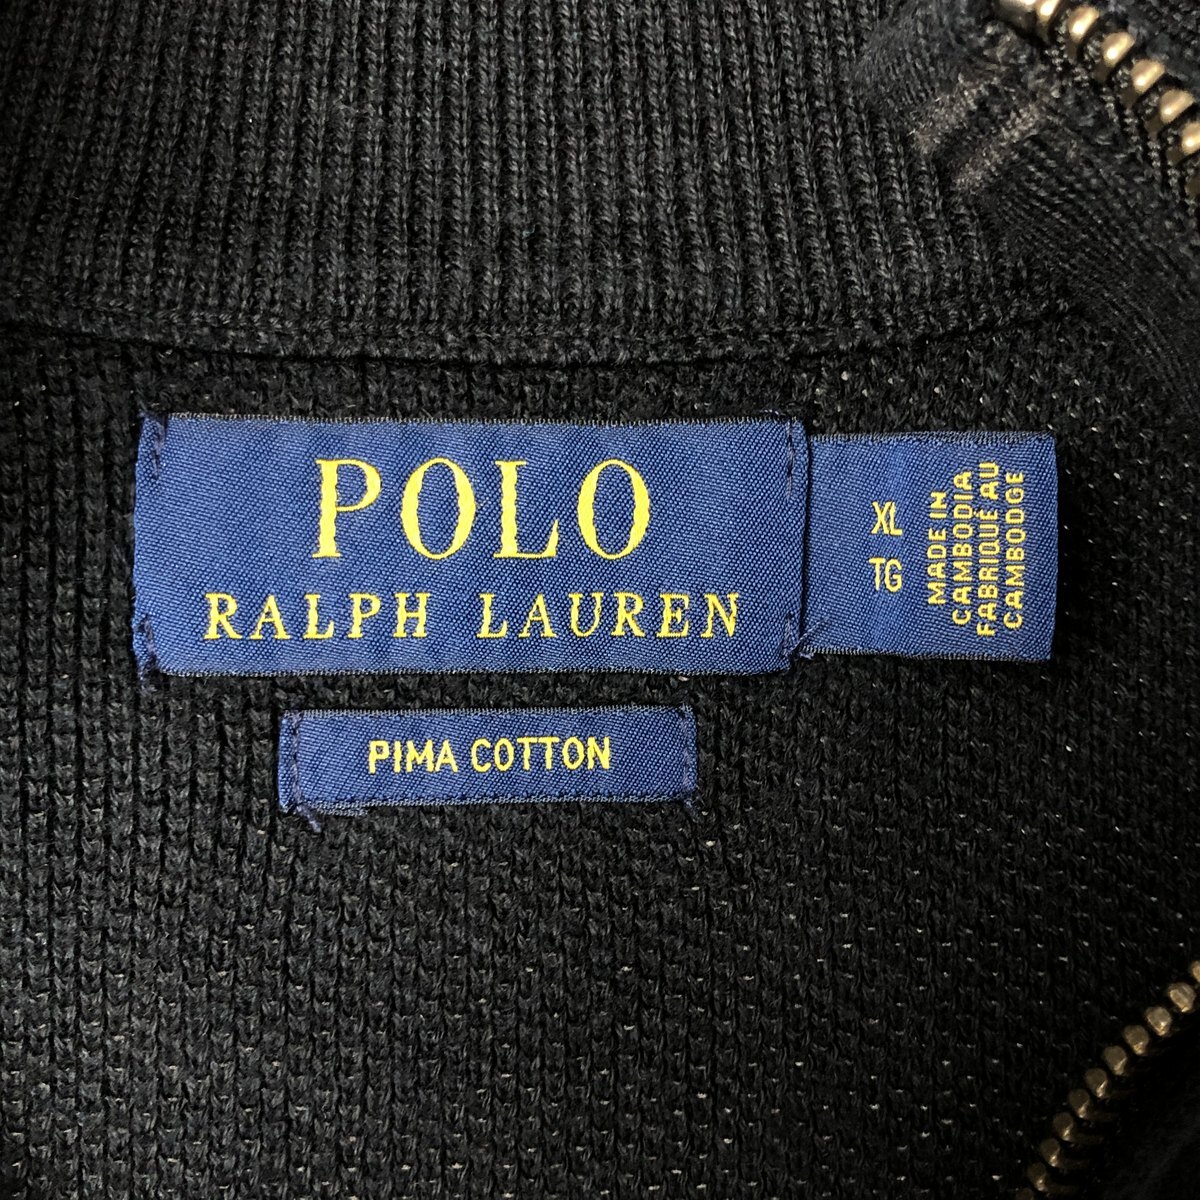 POLO
RALPH LAUREN
XL
TG
MADE IN
CAMBODIA
FABRIQUÉ AU
CAMBODGE
PIMA COTTON